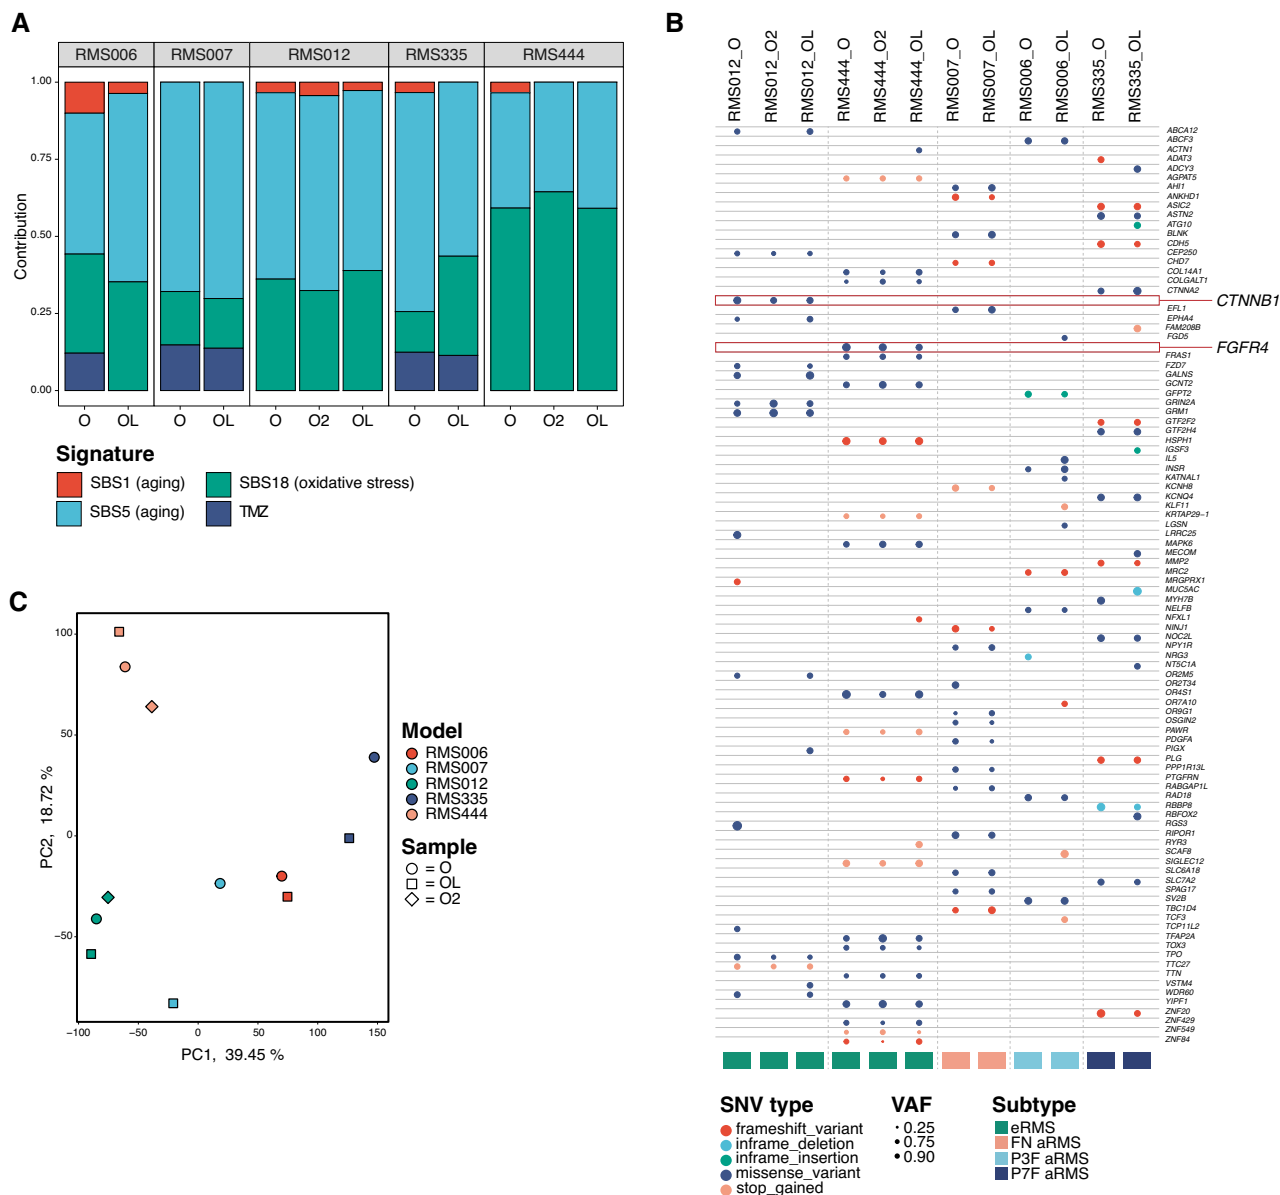 A
RMS006
RMS007
RMS012
RMS335
RMS444
Contribution
1.00
0.75
0.50
0.25
0.00
O
OL
O
OL
O
O2
OL
O
OL
O
O2
OL
Signature
SBS1 (aging)
SBS18 (oxidative stress)
SBS5 (aging)
TMZ
B
RMS012_O
RMS012_O2
RMS012_OL
RMS444_O
RMS444_O2
RMS444_OL
RMS007_O
RMS007_OL
RMS006_O
RMS006_OL
RMS335_O
RMS335_OL
ABCA12
ABCF3
ACTN1
ADAT3
ADCY3
AGPAT5
AHI1
ANKHD1
ASIC2
ASTN2
ATG10
BLNK
CDH5
CEP250
CHD7
COL14A1
COLGALT1
CTNNA2
CTNNB1
EFL1
EPHA4
FAM208B
FGD5
FGFR4
FRAS1
FZD7
GALNS
GCNT2
GFPT2
GRIN2A
GRM1
GTF2F2
GTF2H4
HSPH1
IGSF3
IL5
INSR
KATNAL1
KCNH8
KCNQ4
KLF11
KRTAP29−1
LGSN
LRRC25
MAPK6
MECOM
MMP2
MRC2
MRGPRX1
MUC5AC
MYH7B
NELFB
NFXL1
NINJ1
NOC2L
NPY1R
NRG3
NT5C1A
OR2M5
OR2T34
OR4S1
OR7A10
OR9G1
OSGIN2
PAWR
PDGFA
PIGX
PLG
PPP1R13L
PTGFRN
RABGAP1L
RAD18
RBBP8
RBFOX2
RGS3
RIPOR1
RYR3
SCAF8
SIGLEC12
SLC6A18
SLC7A2
SPAG17
SV2B
TBC1D4
TCF3
TCP11L2
TFAP2A
TOX3
TPO
TTC27
TTN
VSTM4
WDR60
YIPF1
ZNF20
ZNF429
ZNF549
ZNF84
SNV type
frameshift_variant
inframe_deletion
inframe_insertion
missense_variant
stop_gained
VAF
0.25
0.75
0.90
Subtype
eRMS
FN aRMS
P3F aRMS
P7F aRMS
C
PC2, 18.72 %
100
50
0
−50
−100
−50
0
50
100
150
PC1, 39.45 %
Model
RMS006
RMS007
RMS012
RMS335
RMS444
Sample
= O
= OL
= O2